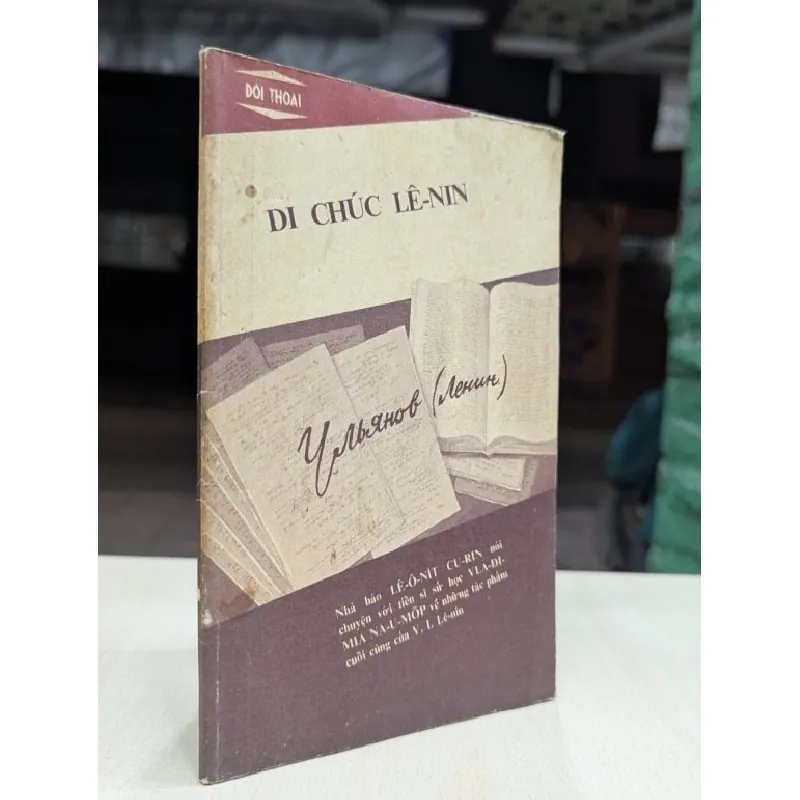 ĐỐI THOẠI
DI CHÚC LÊ-NIN
Ульянов (Ленин)
Nhà báo LÊ-Ô-NÍT CU-RIN nói
chuyện với tiến sĩ sử học VLA-ĐI-
MIA NA-U-MỐP về những tác phẩm
cuối cùng của V. I. Lê-nin